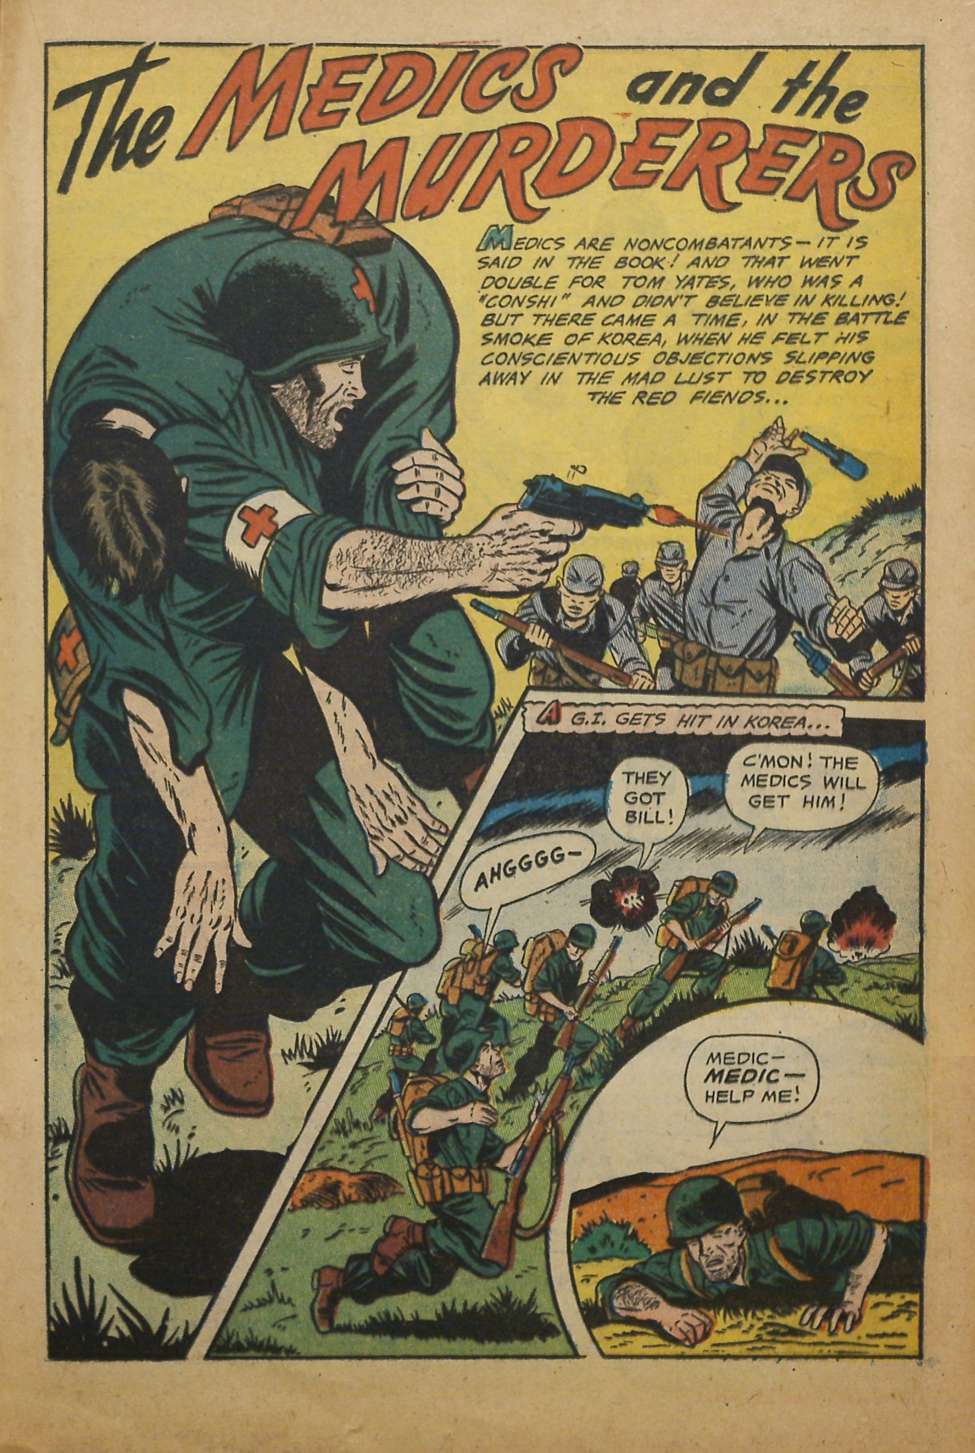 The MEDICS and the
MURDERERS
MEDICS ARE NONCOMBATANTS—IT IS
SAID IN THE BOOK! AND THAT WENT
DOUBLE FOR TOM YATES, WHO WAS A
"CONSHI" AND DIDN'T BELIEVE IN KILLING!
BUT THERE CAME A TIME, IN THE BATTLE
SMOKE OF KOREA, WHEN HE FELT HIS
CONSCIENTIOUS OBJECTIONS SLIPPING
AWAY IN THE MAD LUST TO DESTROY
THE RED FIENDS...
A G.I. GETS HIT IN KOREA...
THEY
GOT
BILL!
C'MON! THE
MEDICS WILL
GET HIM!
AHGGGG—
MEDIC—
MEDIC—
HELP ME!